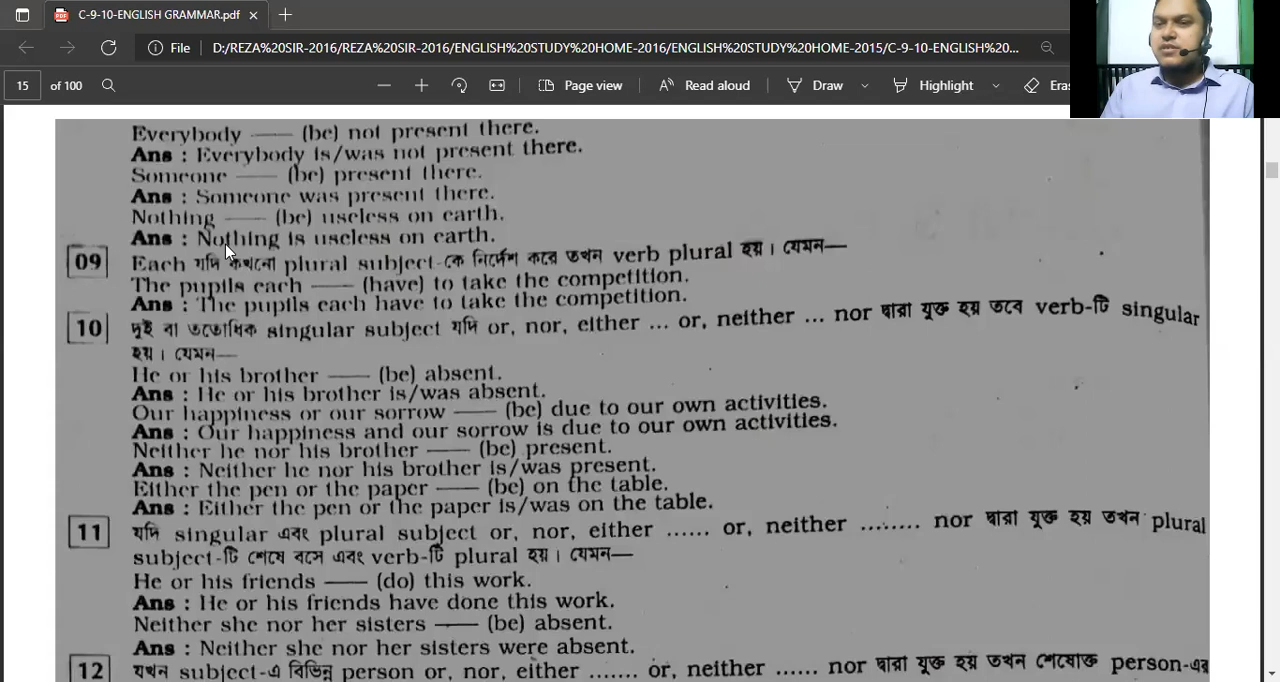 C-9-10-ENGLISH GRAMMAR.pdf
File D:/REZA%20SIR-2016/REZA%20SIR-2016/ENGLISH%20STUDY%20HOME-2016/ENGLISH%20STUDY%20HOME-2015/C-9-10-ENGLISH%20...
15 of 100 Page view Read aloud Draw Highlight Eras
Everybody —— (be) not present there.
Ans : Everybody is/was not present there.
Someone —— (be) present there.
Ans : Someone was present there.
Nothing —— (be) useless on earth.
Ans : Nothing is useless on earth.
09 Each যদি কখনো plural subject-কে নির্দেশ করে তখন verb plural হয়। যেমন—
The pupils each —— (have) to take the competition.
Ans : The pupils each have to take the competition.
10 দুই বা ততোধিক singular subject যদি or, nor, either ... or, neither ... nor দ্বারা যুক্ত হয় তবে verb-টি singular
হয়। যেমন—
He or his brother —— (be) absent.
Ans : He or his brother is/was absent.
Our happiness or our sorrow —— (be) due to our own activities.
Ans : Our happiness and our sorrow is due to our own activities.
Neither he nor his brother —— (be) present.
Ans : Neither he nor his brother is/was present.
Either the pen or the paper —— (be) on the table.
Ans : Either the pen or the paper is/was on the table.
11 যদি singular এবং plural subject or, nor, either ...... or, neither ........ nor দ্বারা যুক্ত হয় তখন plural
subject-টি শেষে বসে এবং verb-টি plural হয়। যেমন—
He or his friends —— (do) this work.
Ans : He or his friends have done this work.
Neither she nor her sisters —— (be) absent.
Ans : Neither she nor her sisters were absent.
12 যখন subject-এ বিভিন্ন person or, nor, either ....... or, neither ...... nor দ্বারা যুক্ত হয় তখন শেষোক্ত person-এর